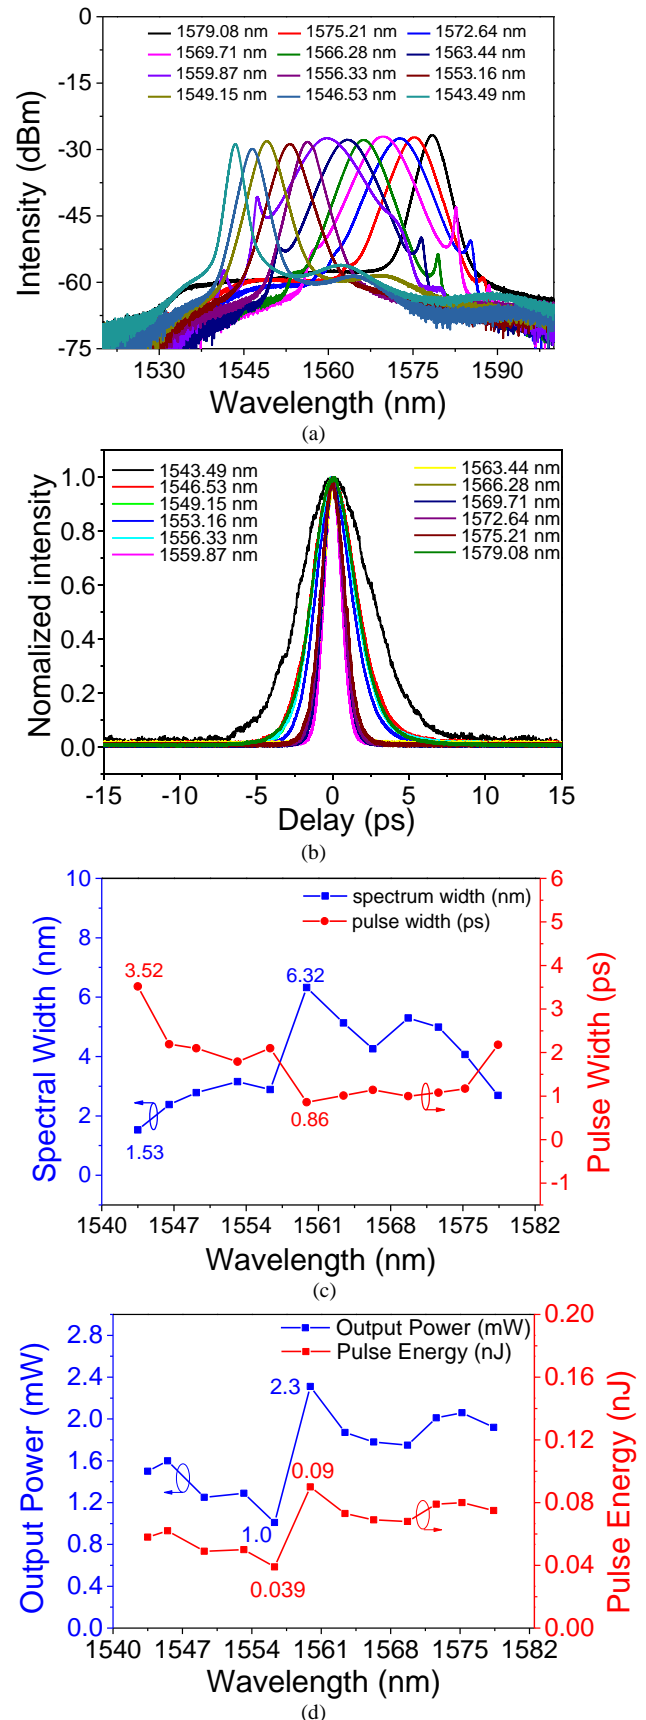 0
-15
-30
-45
-60
-75
Intensity (dBm)
1579.08 nm 1575.21 nm 1572.64 nm
1569.71 nm 1566.28 nm 1563.44 nm
1559.87 nm 1556.33 nm 1553.16 nm
1549.15 nm 1546.53 nm 1543.49 nm
1530 1545 1560 1575 1590
Wavelength (nm)
(a)
1.0
0.8
0.6
0.4
0.2
0.0
Nomalized intensity
1543.49 nm
1546.53 nm
1549.15 nm
1553.16 nm
1556.33 nm
1559.87 nm
1563.44 nm
1566.28 nm
1569.71 nm
1572.64 nm
1575.21 nm
1579.08 nm
-15 -10 -5 0 5 10 15
Delay (ps)
(b)
10
8
6
4
2
0
Spectral Width (nm)
spectrum width (nm)
pulse width (ps)
3.52
6.32
0.86
1.53
6
5
4
3
2
1
0
-1
Pulse Width (ps)
1540 1547 1554 1561 1568 1575 1582
Wavelength (nm)
(c)
2.8
2.4
2.0
1.6
1.2
0.8
0.4
0.0
Output Power (mW)
Output Power (mW)
Pulse Energy (nJ)
2.3
0.09
1.0
0.039
0.20
0.16
0.12
0.08
0.04
0.00
Pulse Energy (nJ)
1540 1547 1554 1561 1568 1575 1582
Wavelength (nm)
(d)